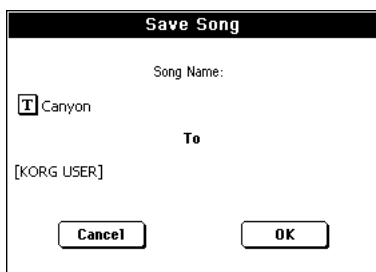 Save Song
Song Name:
T Canyon
To
[KORG USER]
Cancel OK